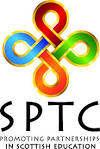 SPTC
PROMOTING PARTNERSHIPS
IN SCOTTISH EDUCATION